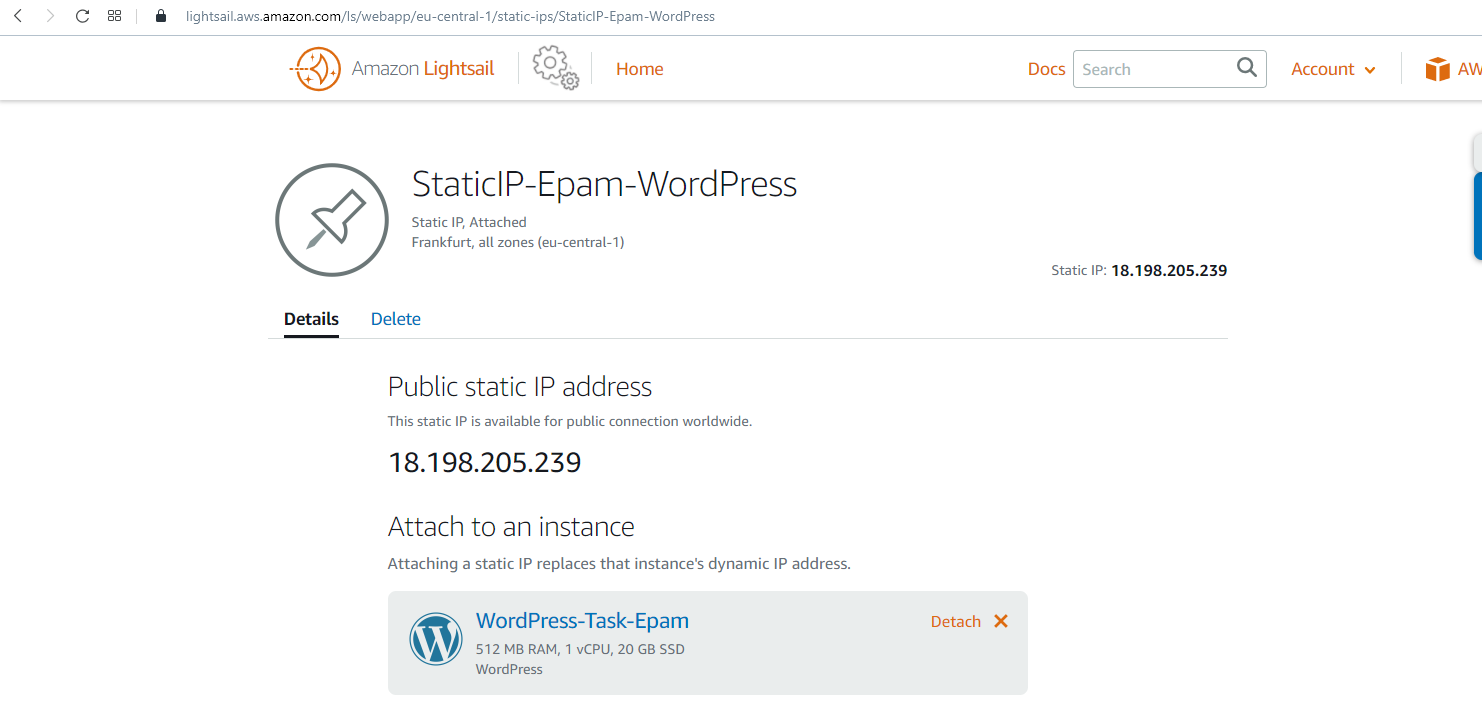 lightsail.aws.amazon.com/ls/webapp/eu-central-1/static-ips/StaticIP-Epam-WordPress
Amazon Lightsail
Home
Docs
Search
Account
StaticIP-Epam-WordPress
Static IP, Attached
Frankfurt, all zones (eu-central-1)
Static IP: 18.198.205.239
Details Delete
Public static IP address
This static IP is available for public connection worldwide.
18.198.205.239
Attach to an instance
Attaching a static IP replaces that instance's dynamic IP address.
WordPress-Task-Epam
Detach
512 MB RAM, 1 vCPU, 20 GB SSD
WordPress